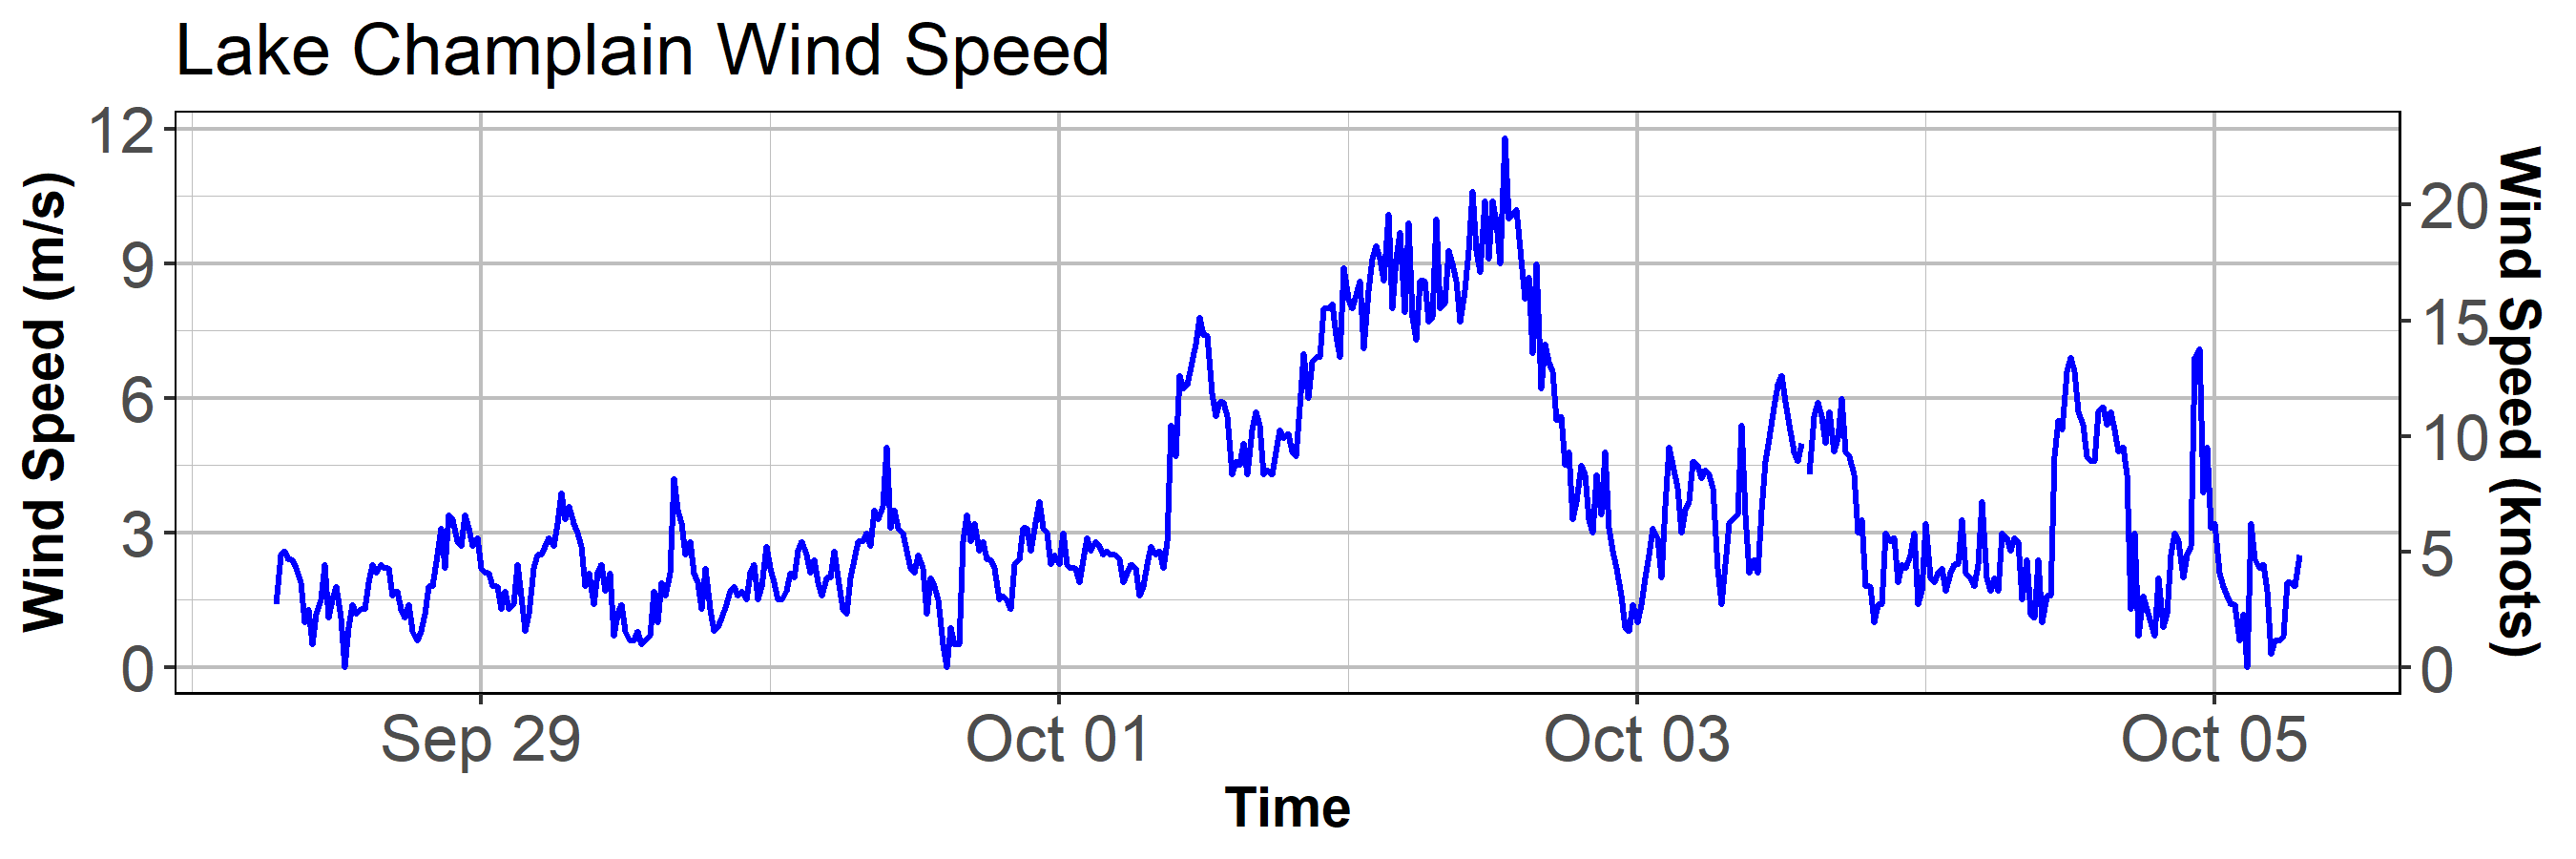 Lake Champlain Wind Speed
Wind Speed (m/s)
12
9
6
3
0
20
15
10
5
0
Wind Speed (knots)
Sep 29
Oct 01
Oct 03
Oct 05
Time